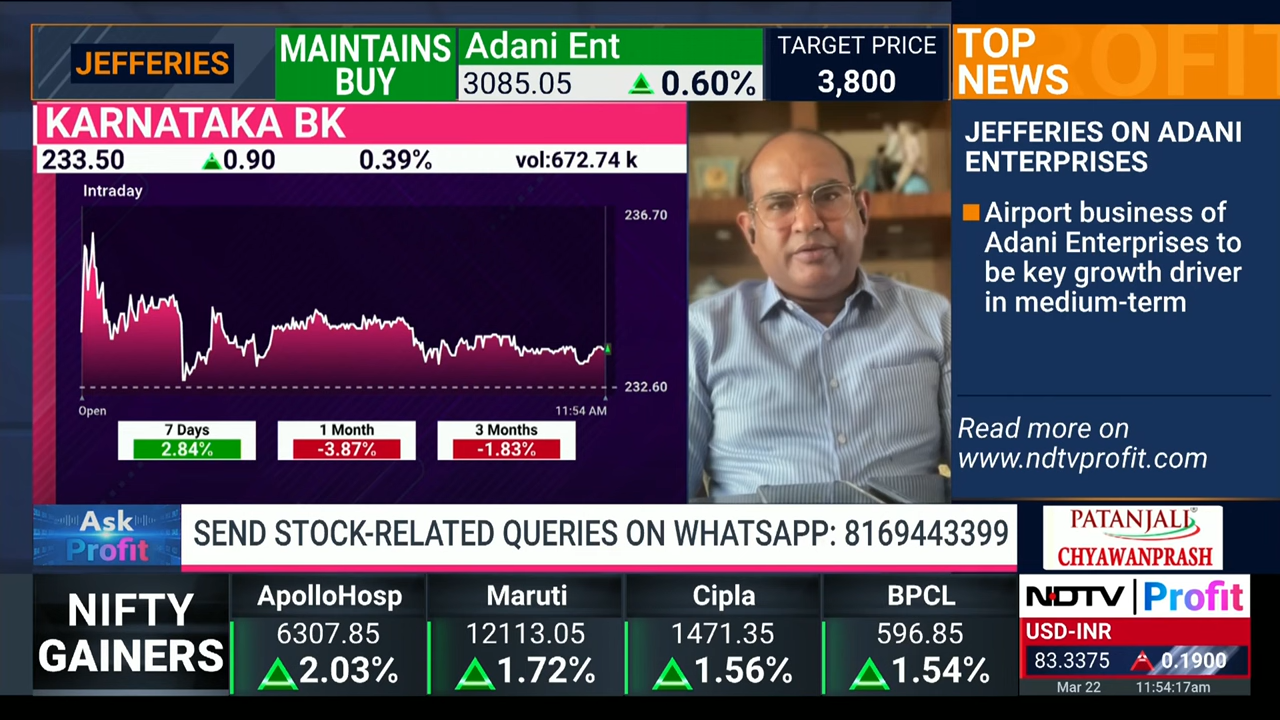 JEFFERIES
MAINTAINS
BUY
Adani Ent
3085.05 0.60%
TARGET PRICE
3,800
TOP
NEWS
KARNATAKA BK
233.50 0.90 0.39% vol:672.74 k
Intraday
236.70
232.60
Open 11:54 AM
7 Days
2.84%
1 Month
-3.87%
3 Months
-1.83%
JEFFERIES ON ADANI
ENTERPRISES
Airport business of
Adani Enterprises to
be key growth driver
in medium-term
Read more on
www.ndtvprofit.com
Ask
Profit
SEND STOCK-RELATED QUERIES ON WHATSAPP: 8169443399
PATANJALI
CHYAWANPRASH
NIFTY
GAINERS
ApolloHosp
6307.85
2.03%
Maruti
12113.05
1.72%
Cipla
1471.35
1.56%
BPCL
596.85
1.54%
NDTV Profit
USD-INR
83.3375 0.1900
Mar 22 11:54:17am